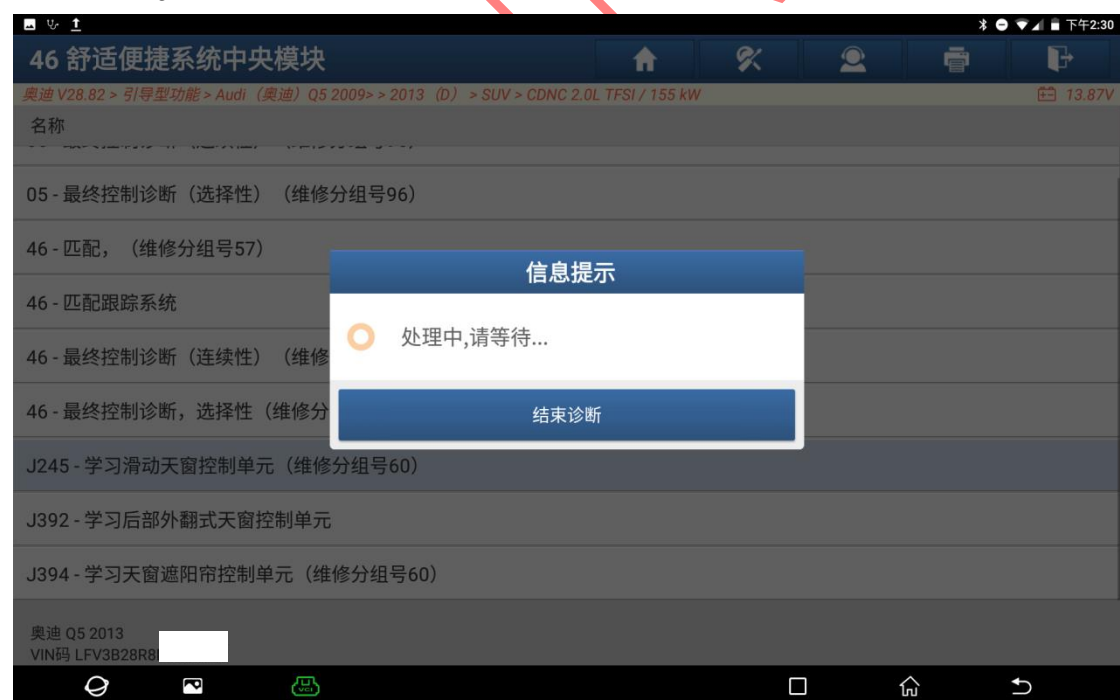 下午2:30
46 舒适便捷系统中央模块
奥迪 V28.82 > 引导型功能 > Audi（奥迪）Q5 2009> > 2013（D） > SUV > CDNC 2.0L TFSI / 155 kW
13.87V
名称
05 - 最终控制诊断（选择性）（维修分组号96）
46 - 匹配，（维修分组号57）
信息提示
46 - 匹配跟踪系统
处理中,请等待...
46 - 最终控制诊断（连续性）（维修
46 - 最终控制诊断，选择性（维修分
结束诊断
J245 - 学习滑动天窗控制单元（维修分组号60）
J392 - 学习后部外翻式天窗控制单元
J394 - 学习天窗遮阳帘控制单元（维修分组号60）
奥迪 Q5 2013
VIN码 LFV3B28R8
VCI